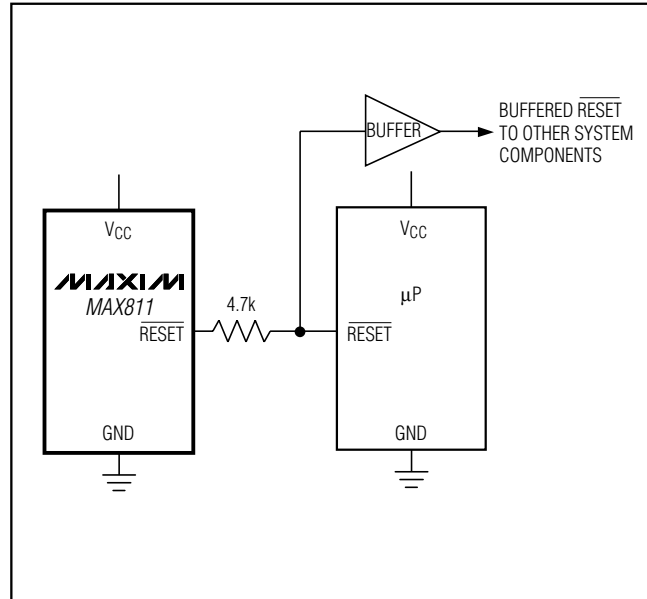 BUFFER
BUFFERED RESET
TO OTHER SYSTEM
COMPONENTS
VCC
MAXIM
MAX811
RESET
GND
4.7k
VCC
μP
RESET
GND